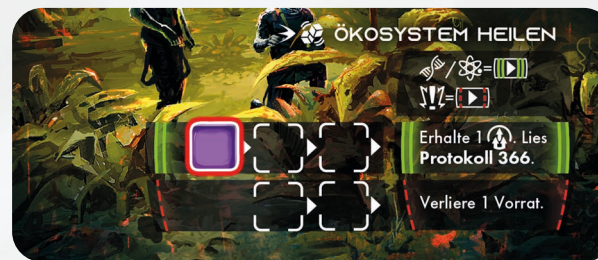 ÖKOSYSTEM HEILEN
/ =
=
Erhalte 1 . Lies
Protokoll 366.
Verliere 1 Vorrat.